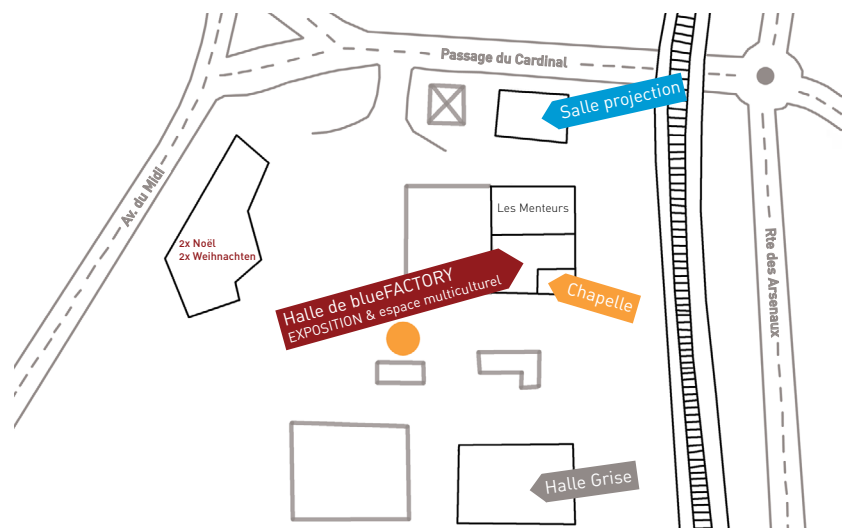 Passage du Cardinal
Salle projection
Av. du Midi
Les Menteurs
2x Noël
2x Weihnachten
Halle de blueFACTORY
EXPOSITION & espace multiculturel
Chapelle
Rte des Arsenaux
Halle Grise